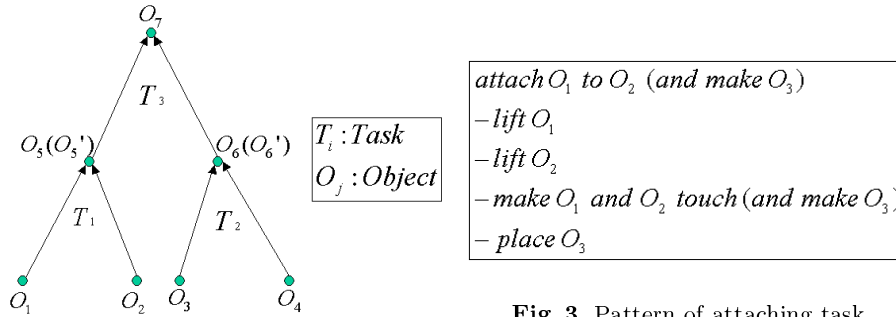 O₇
T₃
O₅(O₅')
O₆(O₆')
T₁
T₂
O₁
O₂
O₃
O₄
Tᵢ : Task
Oⱼ : Object
attach O₁ to O₂ (and make O₃)
– lift O₁
– lift O₂
– make O₁ and O₂ touch (and make O₃)
– place O₃
Fig. 3. Pattern of attaching task